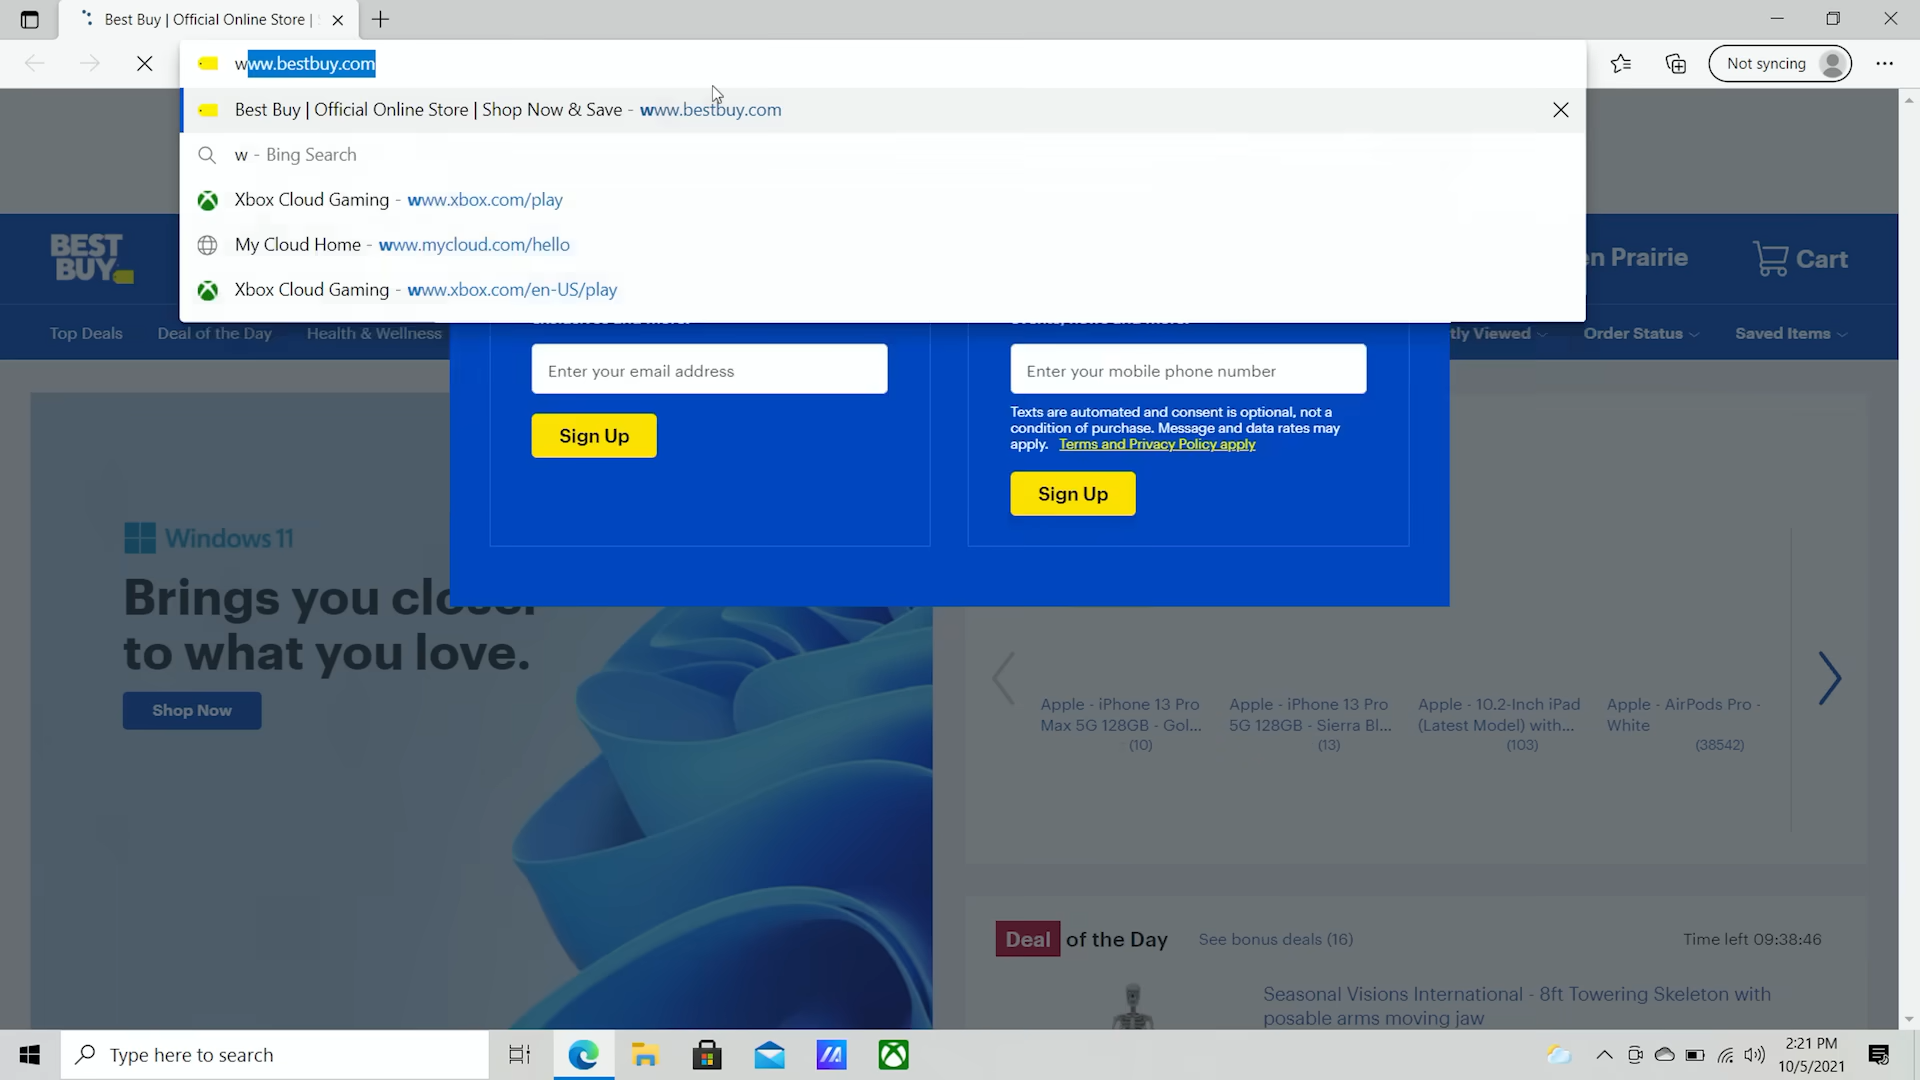 Best Buy | Official Online Store |
www.bestbuy.com
Not syncing
Best Buy | Official Online Store | Shop Now & Save - www.bestbuy.com
w - Bing Search
Xbox Cloud Gaming - www.xbox.com/play
My Cloud Home - www.mycloud.com/hello
Xbox Cloud Gaming - www.xbox.com/en-US/play
BEST
BUY
en Prairie
Cart
Top Deals
Deal of the Day
Health & Wellness
tly Viewed
Order Status
Saved Items
Enter your email address
Sign Up
Enter your mobile phone number
Texts are automated and consent is optional, not a
condition of purchase. Message and data rates may
apply. Terms and Privacy Policy apply
Sign Up
Windows 11
Brings you closer
to what you love.
Shop Now
Apple - iPhone 13 Pro
Max 5G 128GB - Gol...
(10)
Apple - iPhone 13 Pro
5G 128GB - Sierra Bl...
(13)
Apple - 10.2-Inch iPad
(Latest Model) with...
(103)
Apple - AirPods Pro -
White
(38542)
Deal of the Day
See bonus deals (16)
Time left 09:38:46
Seasonal Visions International - 8ft Towering Skeleton with
posable arms moving jaw
Type here to search
2:21 PM
10/5/2021